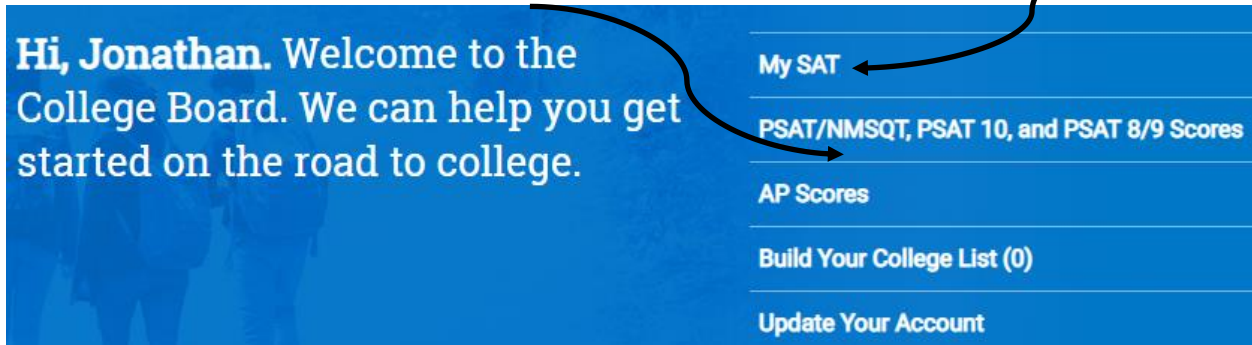 Hi, Jonathan. Welcome to the
College Board. We can help you get
started on the road to college.
My SAT
PSAT/NMSQT, PSAT 10, and PSAT 8/9 Scores
AP Scores
Build Your College List (0)
Update Your Account